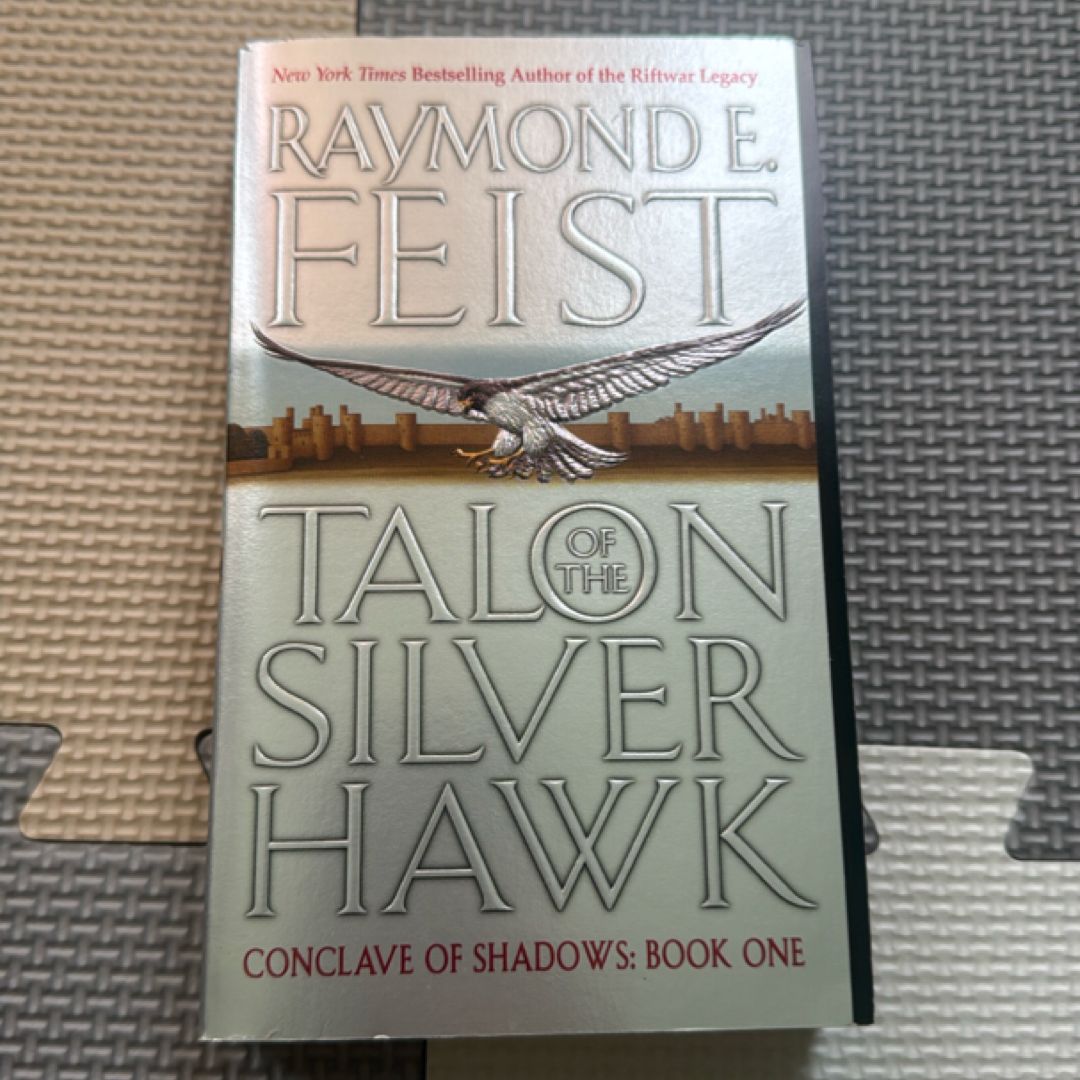 New York Times Bestselling Author of the Riftwar Legacy
RAYMOND E.
FEIST
TALON
OF
THE
SILVER
HAWK
CONCLAVE OF SHADOWS: BOOK ONE